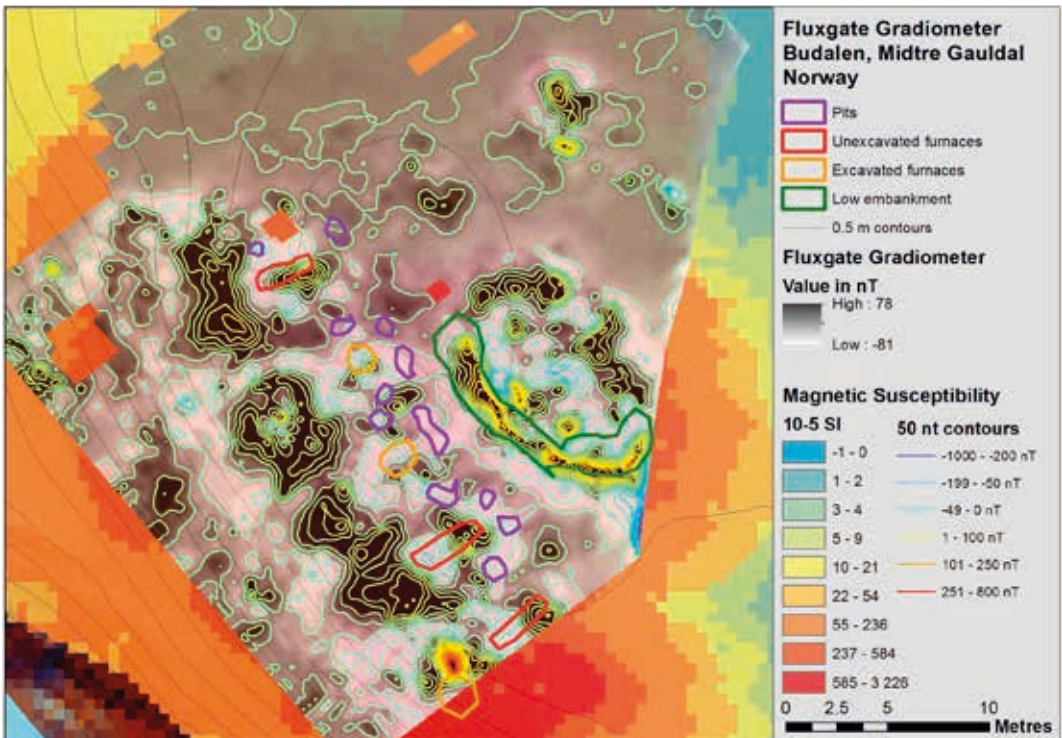 Fluxgate Gradiometer
Budalen, Midtre Gauldal
Norway
Pits
Unexcavated furnaces
Excavated furnaces
Low embankment
0.5 m contours
Fluxgate Gradiometer
Value in nT
High : 78
Low : -81
Magnetic Susceptibility
10-5 SI
50 nt contours
-1 - 0
-1000 - -200 nT
1 - 2
-199 - -50 nT
3 - 4
-49 - 0 nT
5 - 9
1 - 100 nT
10 - 21
101 - 250 nT
22 - 54
251 - 800 nT
55 - 236
237 - 584
585 - 3 226
0 2.5 5 10
Metres